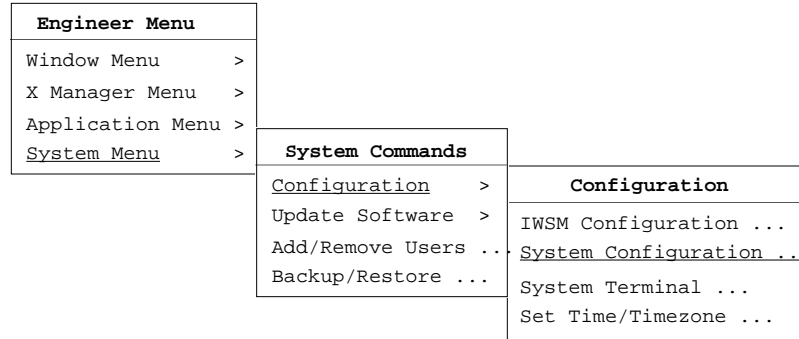 Engineer Menu
Window Menu >
X Manager Menu >
Application Menu >
System Menu >
System Commands
Configuration >
Update Software >
Add/Remove Users ...
Backup/Restore ...
Configuration
IWSM Configuration ...
System Configuration ..
System Terminal ...
Set Time/Timezone ...